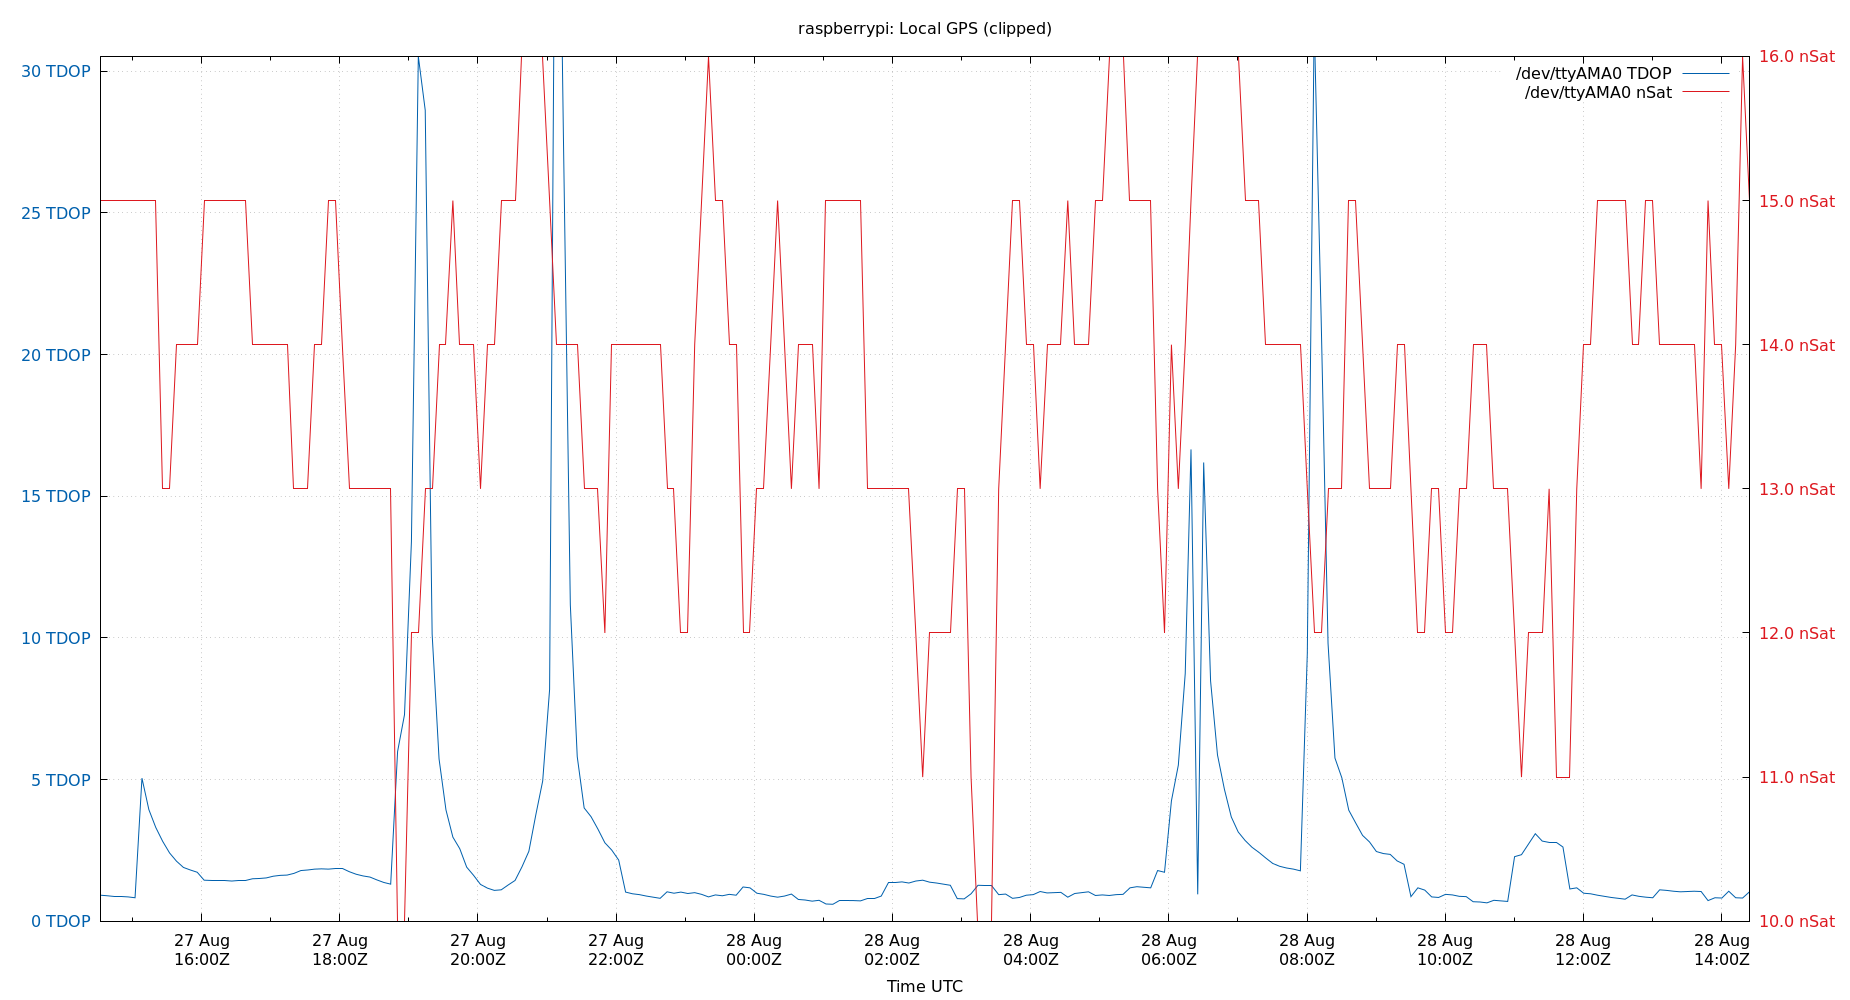 raspberrypi: Local GPS (clipped)
30 TDOP
25 TDOP
20 TDOP
15 TDOP
10 TDOP
5 TDOP
0 TDOP
16.0 nSat
15.0 nSat
14.0 nSat
13.0 nSat
12.0 nSat
11.0 nSat
10.0 nSat
/dev/ttyAMA0 TDOP
/dev/ttyAMA0 nSat
27 Aug
16:00Z
27 Aug
18:00Z
27 Aug
20:00Z
27 Aug
22:00Z
28 Aug
00:00Z
28 Aug
02:00Z
28 Aug
04:00Z
28 Aug
06:00Z
28 Aug
08:00Z
28 Aug
10:00Z
28 Aug
12:00Z
28 Aug
14:00Z
Time UTC